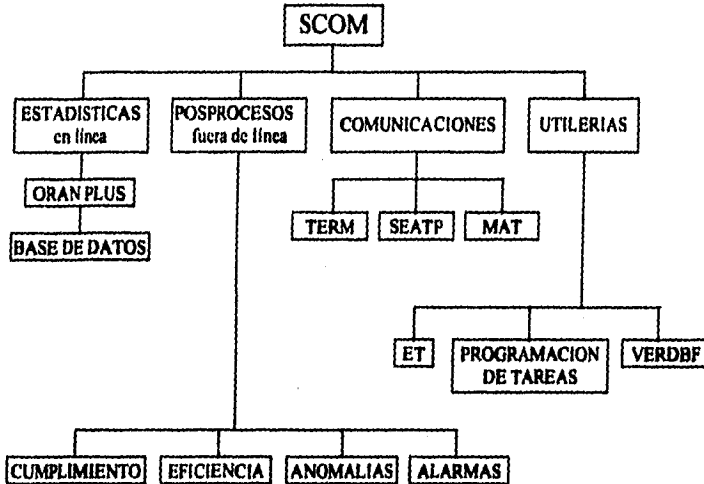 SCOM
ESTADISTICAS
en línea
POSPROCESOS
fuera de línea
COMUNICACIONES
UTILERIAS
ORAN PLUS
BASE DE DATOS
TERM
SEATP
MAT
ET
PROGRAMACION
DE TAREAS
VERDBF
CUMPLIMIENTO
EFICIENCIA
ANOMALIAS
ALARMAS